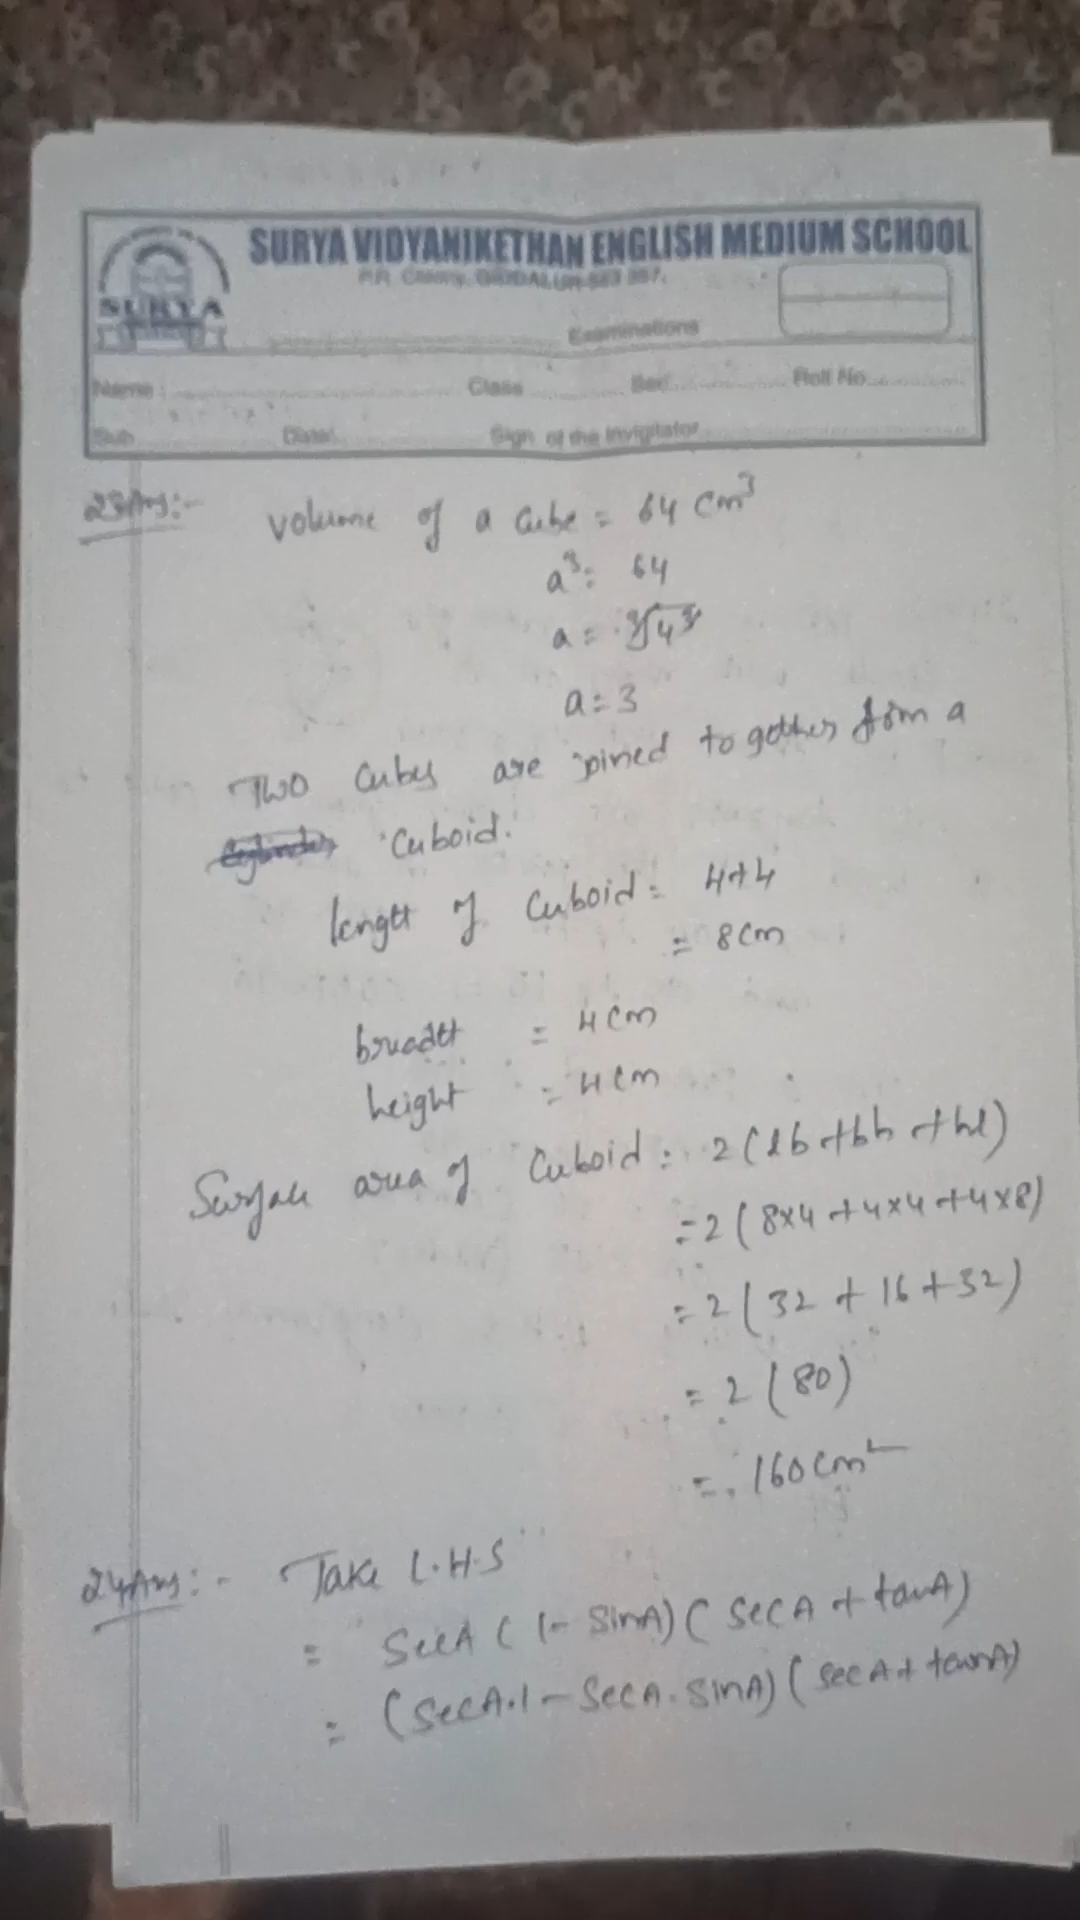 SURYA VIDYANIKETHAN ENGLISH MEDIUM SCHOOL
SURYA
Examinations
Name Class Sec Roll No
Sub Date: Sign of the Invigilator
23Ans:- volume of a cube = 64 cm³
a³ = 64
a = ∛4³
a = 3
Two cubes are joined together from a
cuboid.
length of cuboid = 4+4
= 8cm
breadth = 4cm
height = 4cm
Surface area of cuboid = 2(lb+bh+hl)
=2(8×4+4×4+4×8)
=2(32+16+32)
=2(80)
= 160cm²
24Ans:- Take L.H.S
= SecA(1-SinA)(SecA+tanA)
= (SecA.1-SecA.SinA)(SecA+tanA)